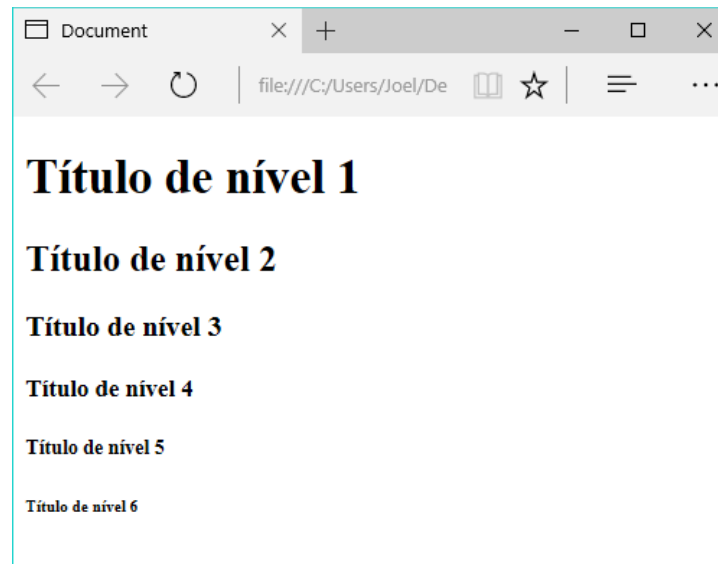 Document
file:///C:/Users/Joel/De
Título de nível 1
Título de nível 2
Título de nível 3
Título de nível 4
Título de nível 5
Título de nível 6